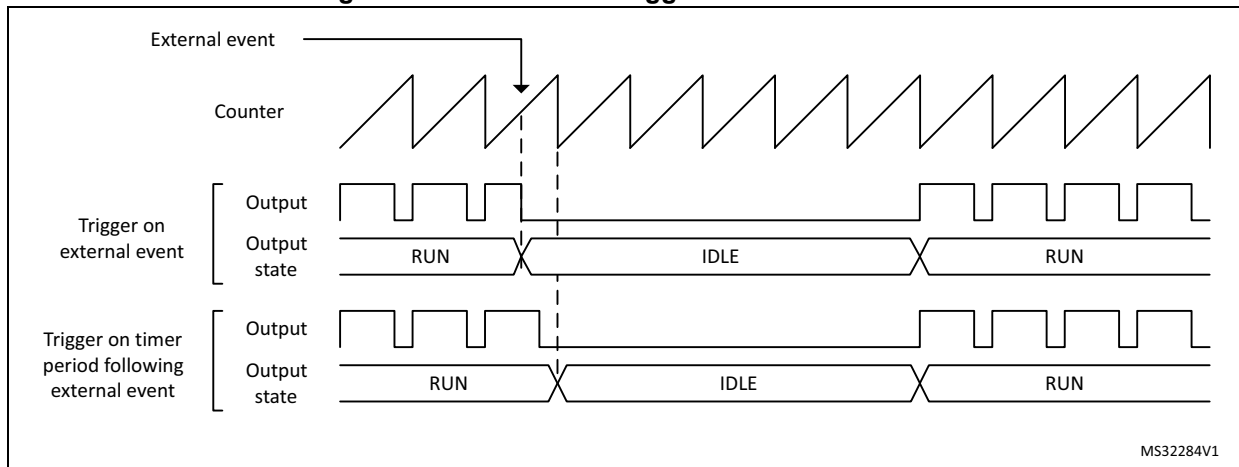 External event
Counter
Trigger on
external event
Output
Output
state
RUN
IDLE
RUN
Trigger on timer
period following
external event
Output
Output
state
RUN
IDLE
RUN
MS32284V1